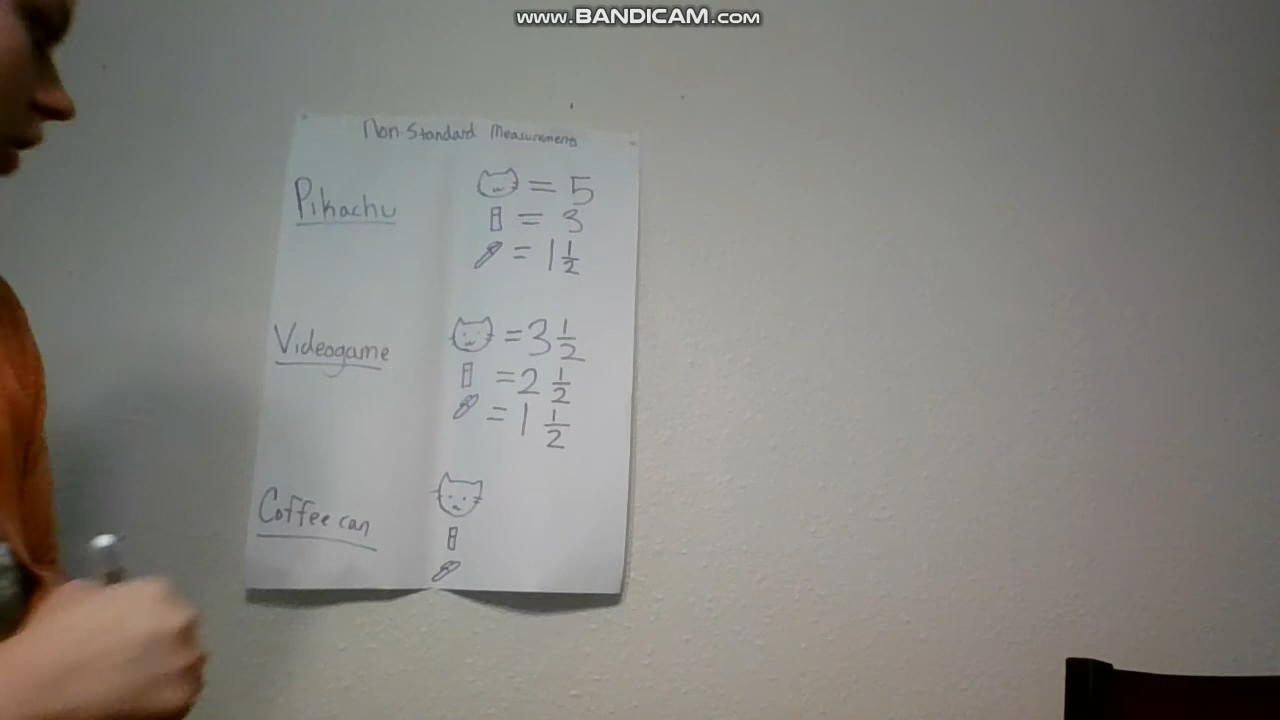 www.BANDICAM.com
Non-Standard Measurements
Pikachu
= 5
= 3
= 1 1/2
Videogame
= 3 1/2
= 2 1/2
= 1 1/2
Coffee can